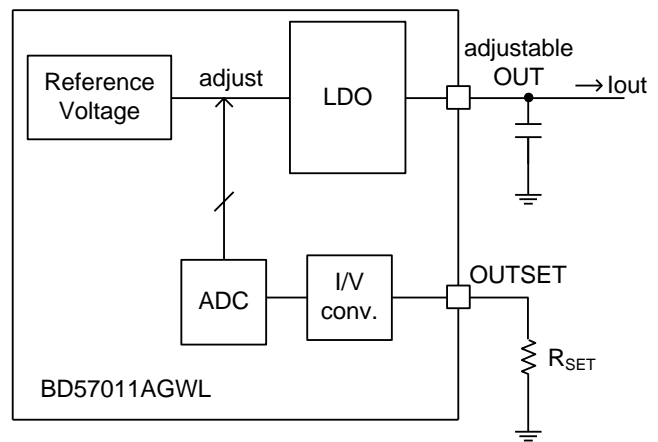 Reference
Voltage
adjust
LDO
adjustable
OUT
→ Iout
ADC
I/V
conv.
OUTSET
RSET
BD57011AGWL